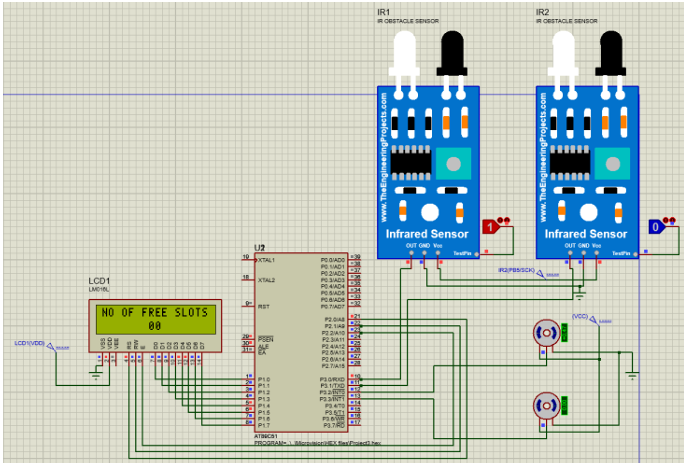 IR1
IR OBSTACLE SENSOR
IR2
IR OBSTACLE SENSOR
www.TheEngineeringProjects.com
www.TheEngineeringProjects.com
Infrared Sensor
OUT GND Vcc
TestPin
1
Infrared Sensor
OUT GND Vcc
TestPin
0
IR2(PB5/SCK)
(VCC)
LCD1
LM016L
NO OF FREE SLOTS
00
LCD1(VDD)
VSS
VDD
VEE
RS
RW
E
D0
D1
D2
D3
D4
D5
D6
D7
U2
19 XTAL1
18 XTAL2
9 RST
29 PSEN
30 ALE
31 EA
1 P1.0
2 P1.1
3 P1.2
4 P1.3
5 P1.4
6 P1.5
7 P1.6
8 P1.7
P0.0/AD0 39
P0.1/AD1 38
P0.2/AD2 37
P0.3/AD3 36
P0.4/AD4 35
P0.5/AD5 34
P0.6/AD6 33
P0.7/AD7 32
P2.0/A8 21
P2.1/A9 22
P2.2/A10 23
P2.3/A11 24
P2.4/A12 25
P2.5/A13 26
P2.6/A14 27
P2.7/A15 28
P3.0/RXD 10
P3.1/TXD 11
P3.2/INT0 12
P3.3/INT1 13
P3.4/T0 14
P3.5/T1 15
P3.6/WR 16
P3.7/RD 17
AT89C51
PROGRAM=..\..\Microvision\HEX files\Project3.hex